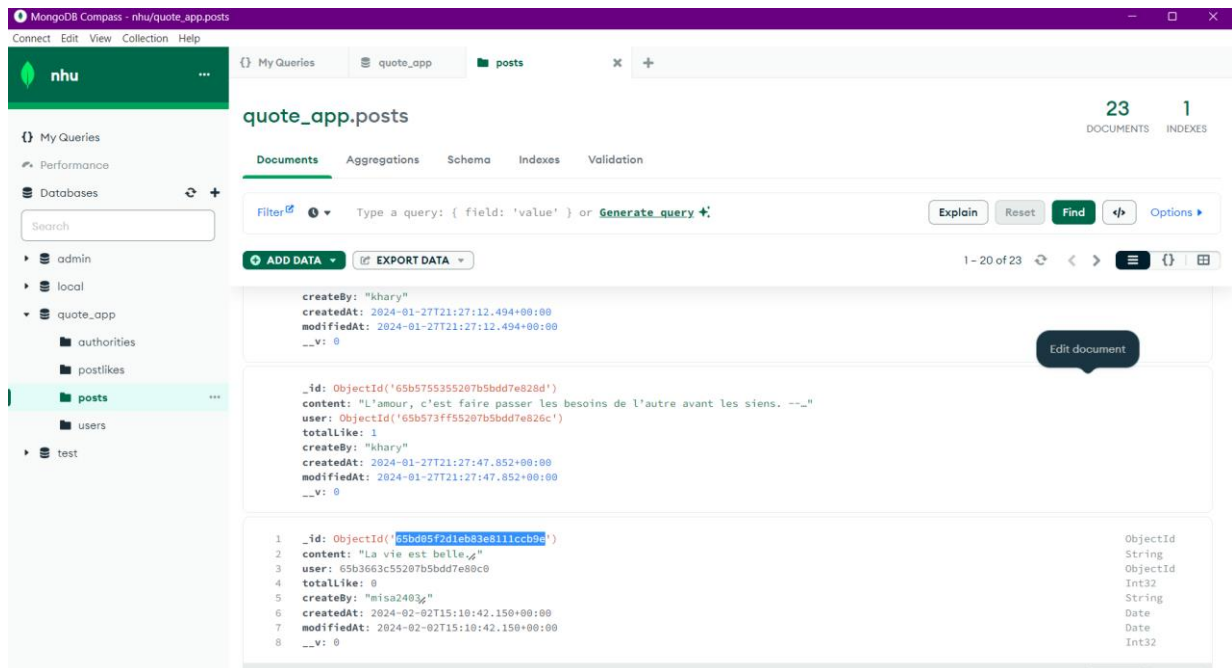 MongoDB Compass - nhu/quote_app.posts
Connect Edit View Collection Help
nhu
{} My Queries
Performance
Databases
Search
admin
local
quote_app
authorities
postlikes
posts
users
test
{} My Queries quote_app posts
quote_app.posts
23 1
DOCUMENTS INDEXES
Documents Aggregations Schema Indexes Validation
Filter Type a query: { field: 'value' } or Generate query Explain Reset Find </> Options
ADD DATA EXPORT DATA 1 – 20 of 23 {}
createBy: "khary"
createdAt: 2024-01-27T21:27:12.494+00:00
modifiedAt: 2024-01-27T21:27:12.494+00:00
__v: 0
Edit document
_id: ObjectId('65b5755355207b5bdd7e828d')
content: "L'amour, c'est faire passer les besoins de l'autre avant les siens. --…"
user: ObjectId('65b573ff55207b5bdd7e826c')
totalLike: 1
createBy: "khary"
createdAt: 2024-01-27T21:27:47.852+00:00
modifiedAt: 2024-01-27T21:27:47.852+00:00
__v: 0
1 _id: ObjectId('65bd05f2d1eb83e8111ccb9e') ObjectId
2 content: "La vie est belle." String
3 user: 65b3663c55207b5bdd7e80c0 ObjectId
4 totalLike: 0 Int32
5 createBy: "misa2403" String
6 createdAt: 2024-02-02T15:10:42.150+00:00 Date
7 modifiedAt: 2024-02-02T15:10:42.150+00:00 Date
8 __v: 0 Int32